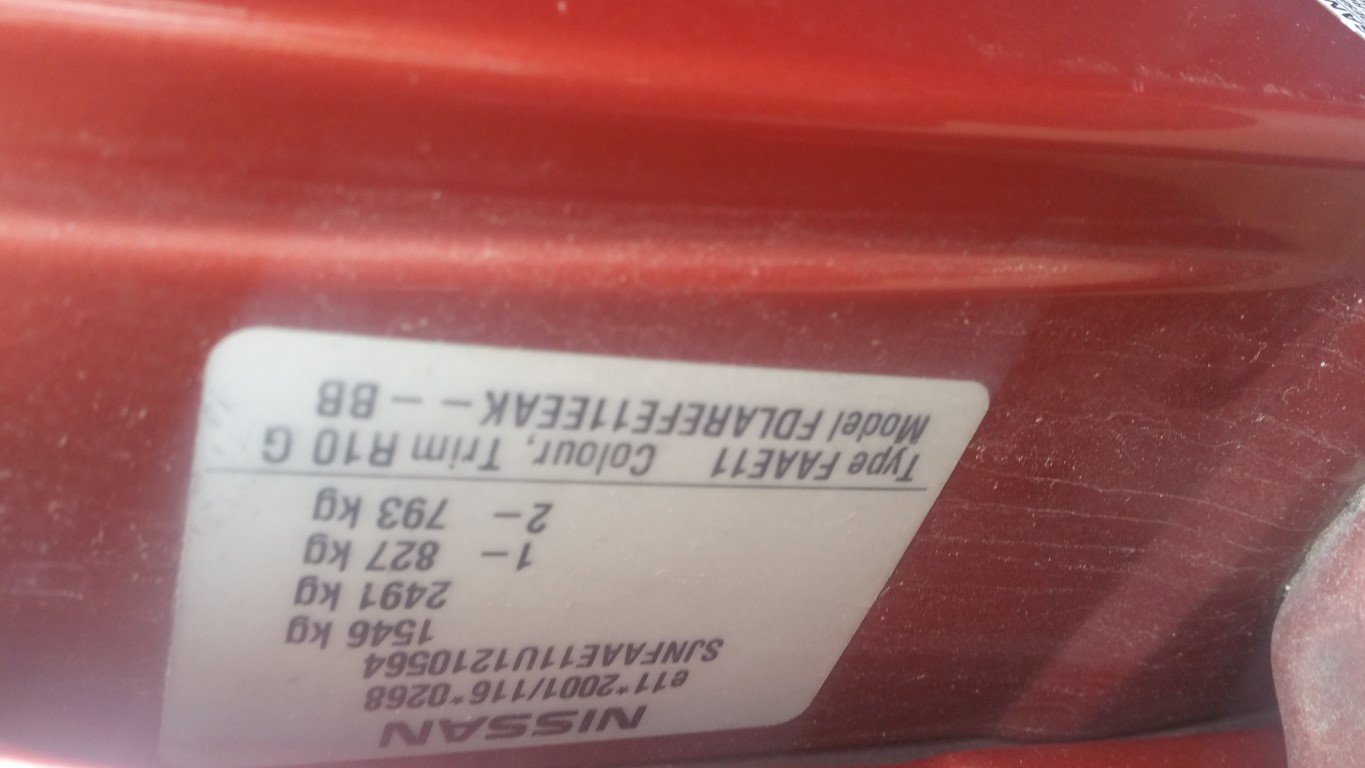 NISSAN
e11*2001/116*0268
SJNFAAE11U1210564
1546 kg
2491 kg
1– 827 kg
2– 793 kg
Type FAAE11 Colour, Trim R10 G
Model FDLAREFE11EEAK – – BB